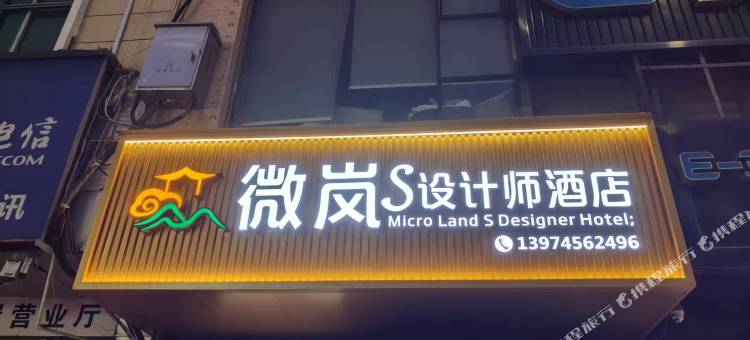 电信
COM
讯
营业厅
微岚S设计师酒店
Micro Land S Designer Hotel;
13974562496
E-
携程旅行
携程旅行